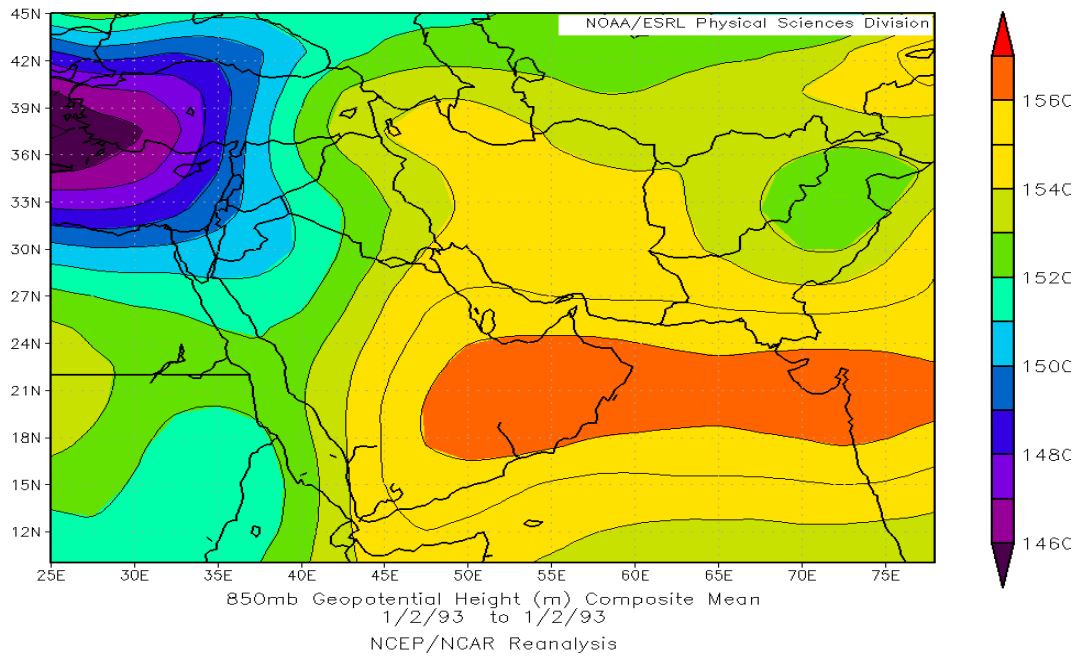 NOAA/ESRL Physical Sciences Division
45N
42N
39N
36N
33N
30N
27N
24N
21N
18N
15N
12N
25E 30E 35E 40E 45E 50E 55E 60E 65E 70E 75E
1560
1540
1520
1500
1480
1460
850mb Geopotential Height (m) Composite Mean
1/2/93 to 1/2/93
NCEP/NCAR Reanalysis